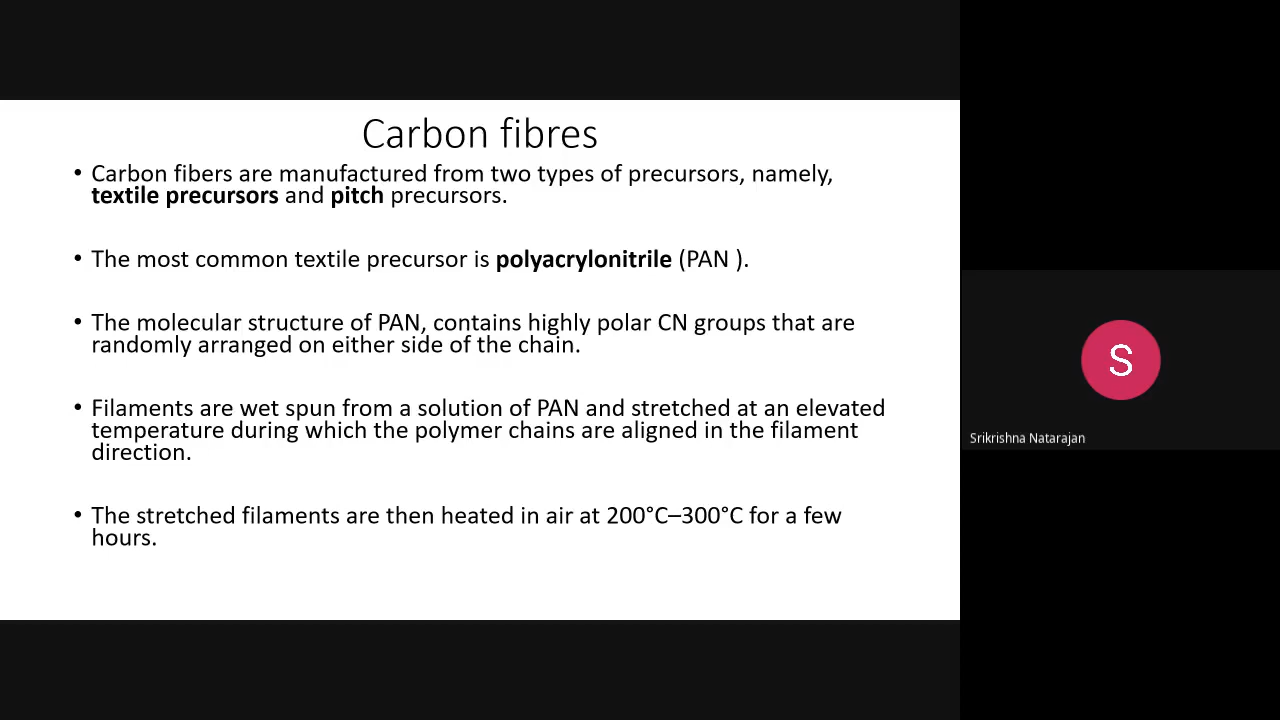 Carbon fibres
• Carbon fibers are manufactured from two types of precursors, namely,
textile precursors and pitch precursors.
• The most common textile precursor is polyacrylonitrile (PAN ).
• The molecular structure of PAN, contains highly polar CN groups that are
randomly arranged on either side of the chain.
• Filaments are wet spun from a solution of PAN and stretched at an elevated
temperature during which the polymer chains are aligned in the filament
direction.
• The stretched filaments are then heated in air at 200°C–300°C for a few
hours.
S
Srikrishna Natarajan